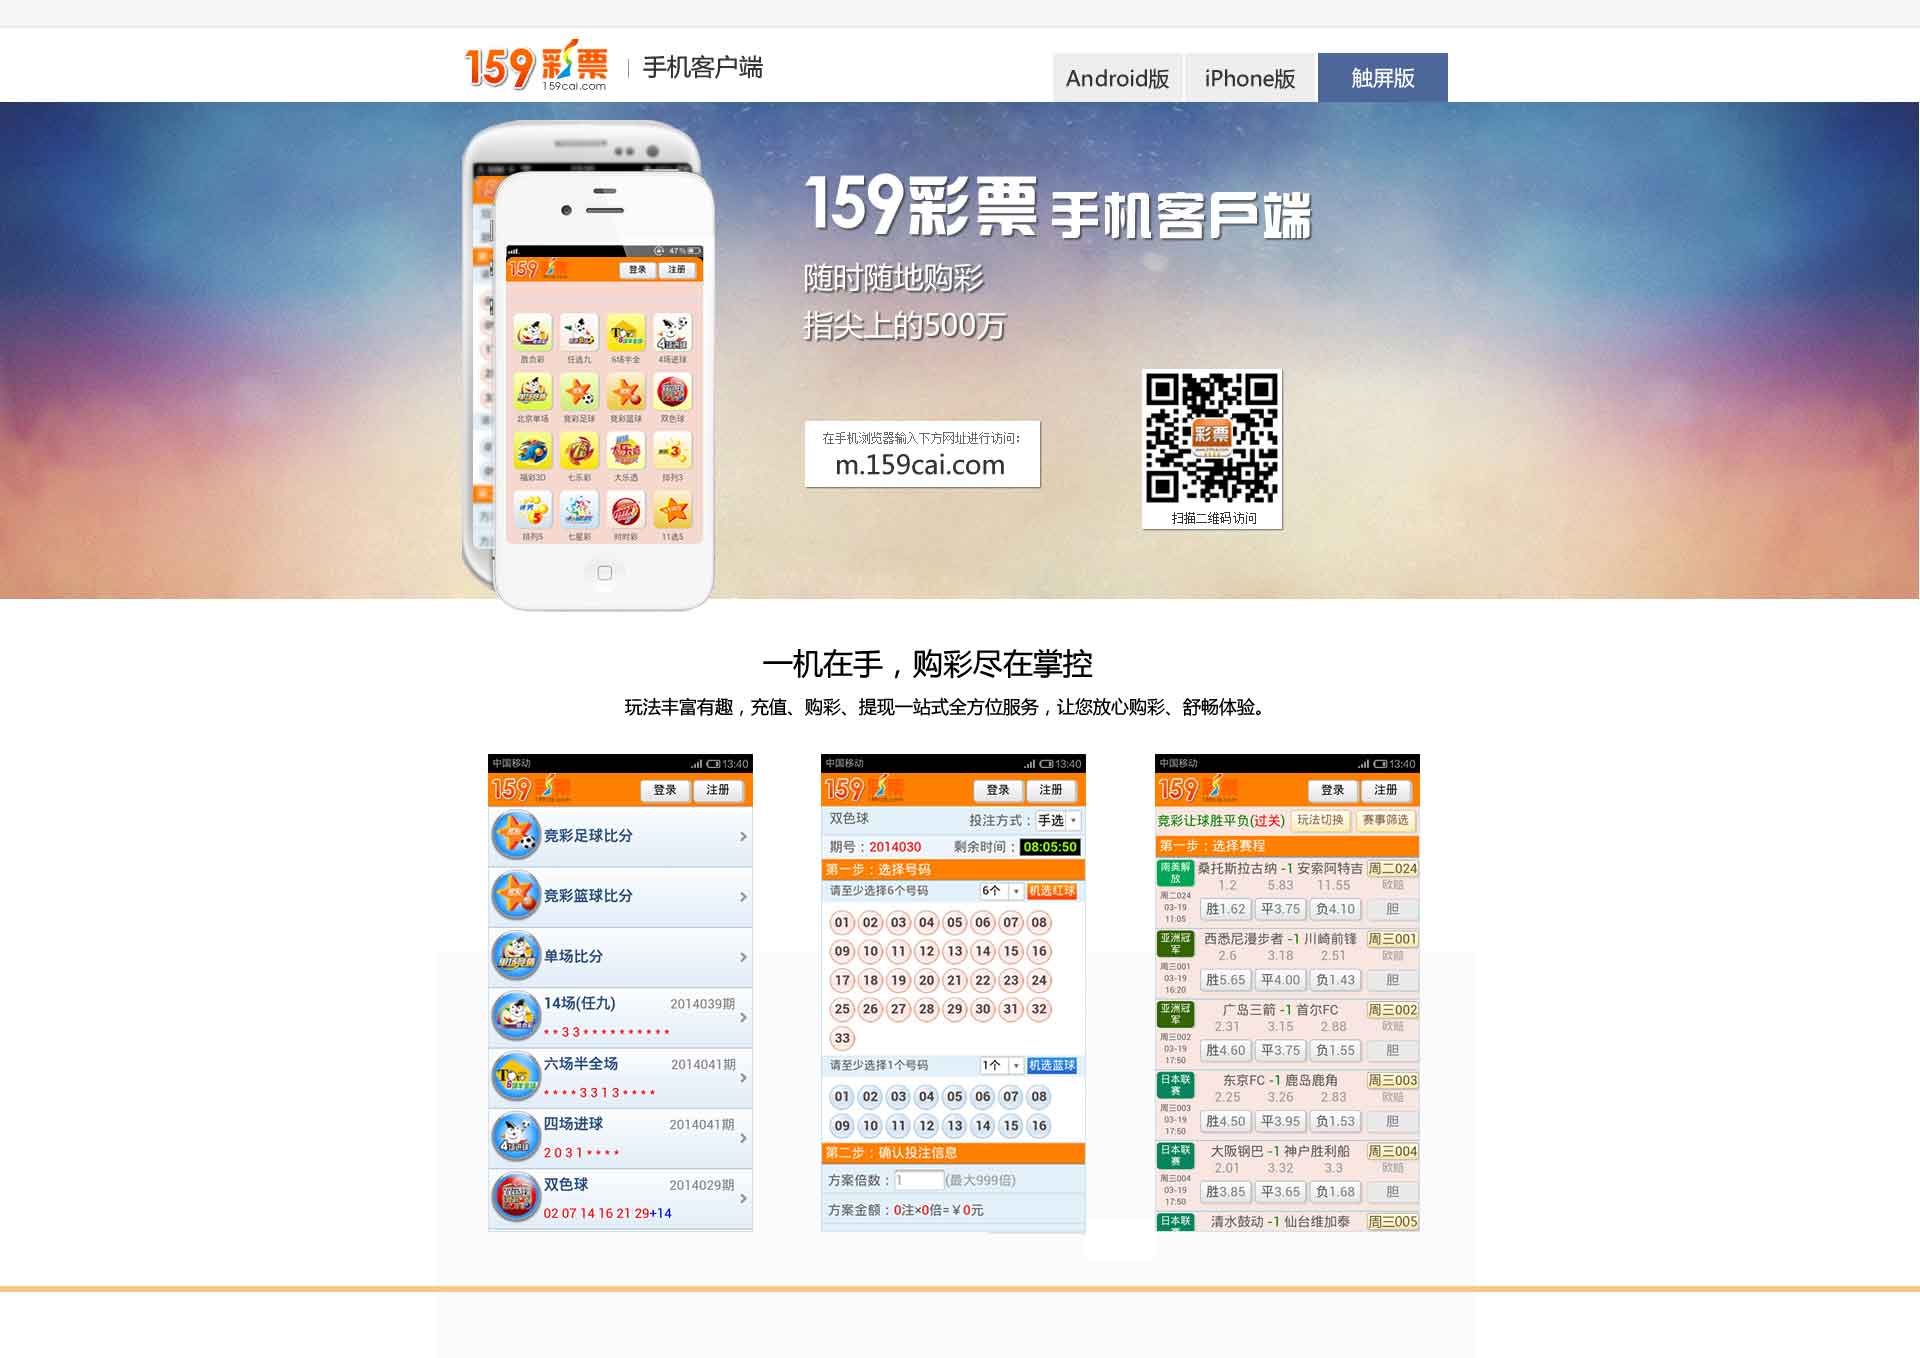 159彩票
159cai.com
手机客户端
Android版
iPhone版
触屏版
159彩票 手机客户端
随时随地购彩
指尖上的500万
在手机浏览器输入下方网址进行访问：
m.159cai.com
彩票
扫描二维码访问
47%
159
登录
注册
胜负彩 任选九 6场半全 4场进球
北京单场 竞彩足球 竞彩篮球 双色球
福彩3D 七乐彩 大乐透 排列3
排列5 七星彩 时时彩 11选5
一机在手，购彩尽在掌控
玩法丰富有趣，充值、购彩、提现一站式全方位服务，让您放心购彩、舒畅体验。
中国移动 13:40
159彩票
登录 注册
竞彩足球比分
竞彩篮球比分
单场比分
14场(任九) 2014039期
**33**********
六场半全场 2014041期
****3313****
四场进球 2014041期
2031****
双色球 2014029期
02 07 14 16 21 29+14
中国移动 13:40
159彩票
登录 注册
双色球 投注方式：手选
期号：2014030 剩余时间：08:05:50
第一步：选择号码
请至少选择6个号码 6个 机选红球
01 02 03 04 05 06 07 08
09 10 11 12 13 14 15 16
17 18 19 20 21 22 23 24
25 26 27 28 29 30 31 32
33
请至少选择1个号码 1个 机选蓝球
01 02 03 04 05 06 07 08
09 10 11 12 13 14 15 16
第二步：确认投注信息
方案倍数：1(最大999倍)
方案金额：0注×0倍=￥0元
中国移动 13:40
159彩票
登录 注册
竞彩让球胜平负(过关) 玩法切换 赛事筛选
第一步：选择赛程
南美解放 桑托斯拉古纳 -1 安索阿特吉 周二024
1.2 5.83 11.55 欧赔
周二024 03-19 11:05 胜1.62 平3.75 负4.10 胆
亚洲冠军 西悉尼漫步者 -1 川崎前锋 周三001
2.6 3.18 2.51 欧赔
周三001 03-19 16:20 胜5.65 平4.00 负1.43 胆
亚洲冠军 广岛三箭 -1 首尔FC 周三002
2.31 3.15 2.88 欧赔
周三002 03-19 17:50 胜4.60 平3.75 负1.55 胆
日本联赛 东京FC -1 鹿岛鹿角 周三003
2.25 3.26 2.83 欧赔
周三003 03-19 17:50 胜4.50 平3.95 负1.53 胆
日本联赛 大阪钢巴 -1 神户胜利船 周三004
2.01 3.32 3.3 欧赔
周三004 03-19 17:50 胜3.85 平3.65 负1.68 胆
日本联 清水鼓动 -1 仙台维加泰 周三005